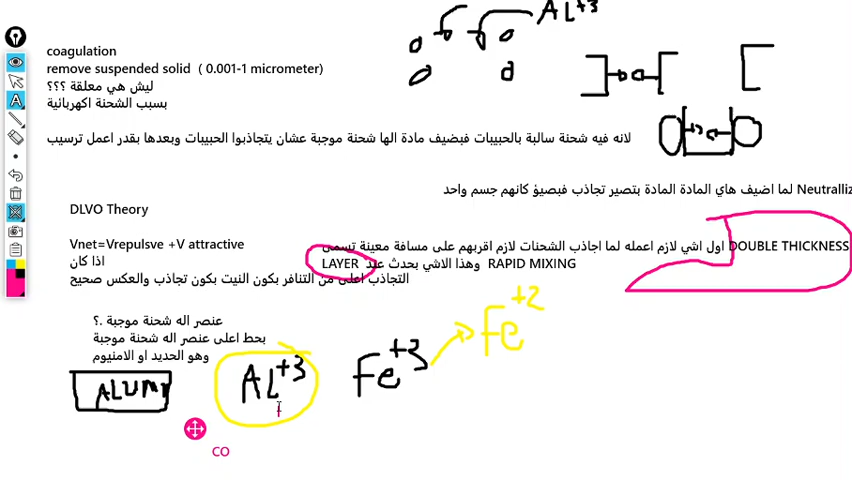 AL+3
coagulation
remove suspended solid ( 0.001-1 micrometer)
ليش هي معلقة ؟؟؟
بسبب الشحنة اكهربائية
لانه فيه شحنة سالبة بالحبيبات فبضيف مادة الها شحنة موجبة عشان يتجاذبوا الحبيبات وبعدها بقدر اعمل ترسيب
Neutralliz لما اضيف هاي المادة المادة بتصير تجاذب فبصيؤ كانهم جسم واحد
DLVO Theory
Vnet=Vrepulsve +V attractive
اذا كان
التجاذب اعلى من التنافر بكون النيت بكون تجاذب والعكس صحيح
اول اشي لازم اعمله لما اجاذب الشحنات لازم اقربهم على مسافة معينة تسمى DOUBLE THICKNESS
LAYER وهذا الاشي بحدث عند RAPID MIXING
عنصر اله شحنة موجبة .؟
بحط اعلى عنصر اله شحنة موجبة
وهو الحديد او الامنيوم
Fe+2
ALUM AL+3 Fe+3
CO